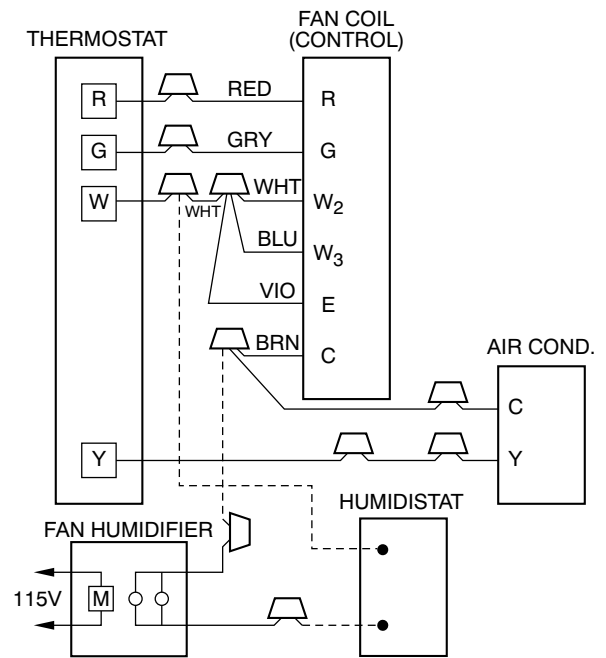 FAN COIL
(CONTROL)
THERMOSTAT
R
RED
R
G
GRY
G
W
WHT
WHT
W2
BLU
W3
VIO
E
BRN
C
AIR COND.
C
Y
Y
HUMIDISTAT
FAN HUMIDIFIER
115V
M